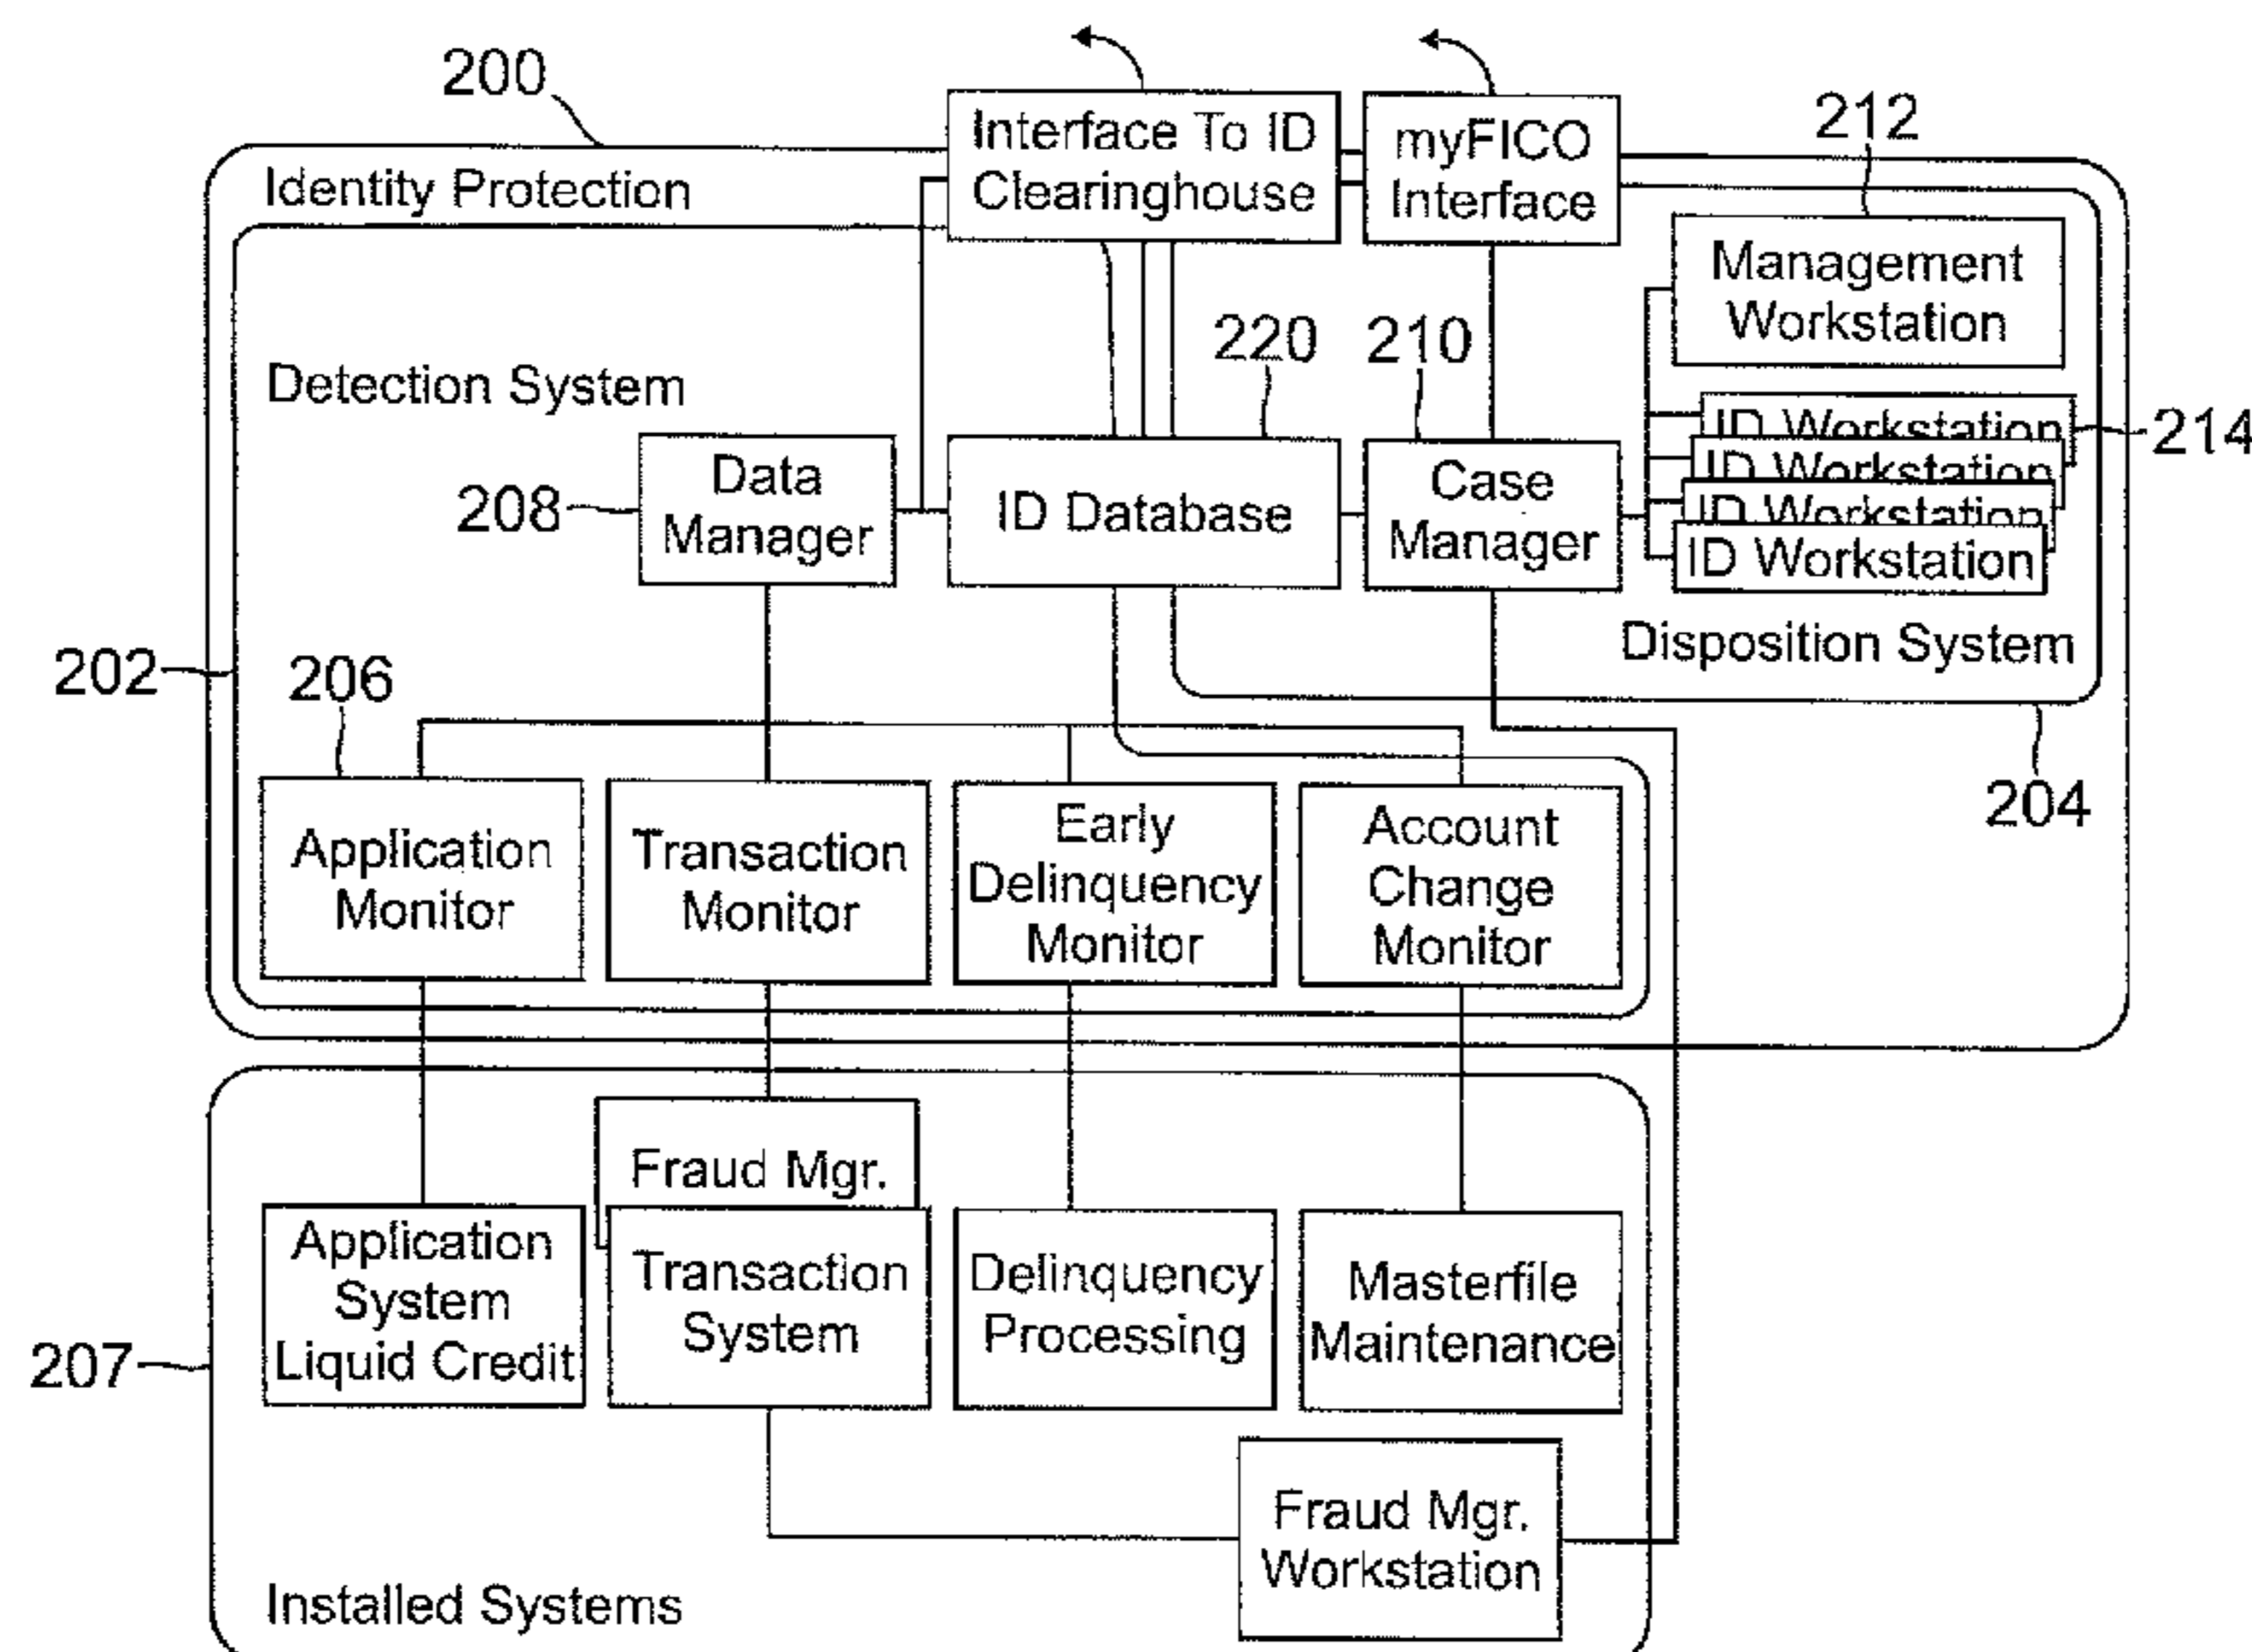 200
Interface To ID
Clearinghouse
myFICO
Interface
212
Identity Protection
Management
Workstation
Detection System
220
210
ID Workstation
ID Workstation
ID Workstation
ID Workstation
214
208
Data
Manager
ID Database
Case
Manager
Disposition System
202
206
204
Application
Monitor
Transaction
Monitor
Early
Delinquency
Monitor
Account
Change
Monitor
Fraud Mgr.
Application
System
Liquid Credit
Transaction
System
Delinquency
Processing
Masterfile
Maintenance
207
Fraud Mgr.
Workstation
Installed Systems